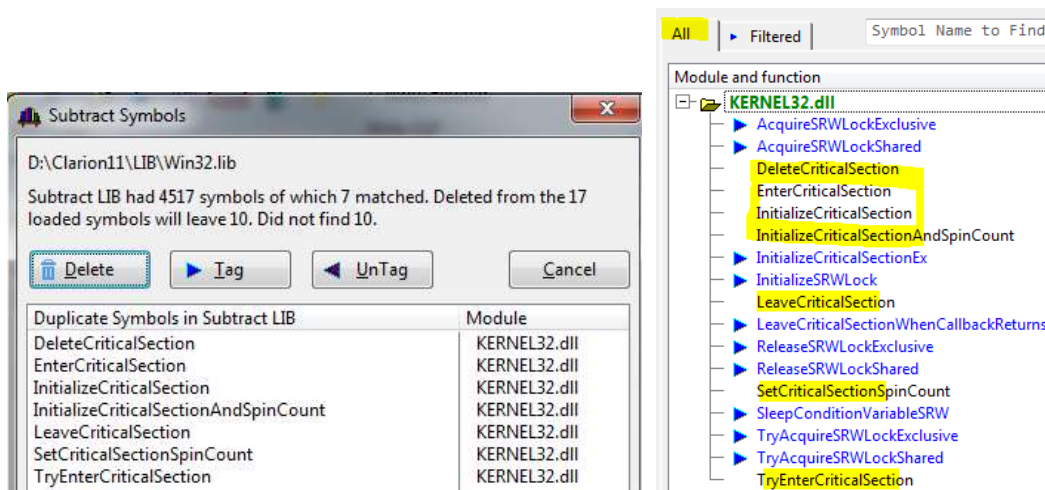 Subtract Symbols
D:\Clarion11\LIB\Win32.lib
Subtract LIB had 4517 symbols of which 7 matched. Deleted from the 17
loaded symbols will leave 10. Did not find 10.
Delete Tag UnTag Cancel
Duplicate Symbols in Subtract LIB Module
DeleteCriticalSection KERNEL32.dll
EnterCriticalSection KERNEL32.dll
InitializeCriticalSection KERNEL32.dll
InitializeCriticalSectionAndSpinCount KERNEL32.dll
LeaveCriticalSection KERNEL32.dll
SetCriticalSectionSpinCount KERNEL32.dll
TryEnterCriticalSection KERNEL32.dll
All Filtered Symbol Name to Find
Module and function
KERNEL32.dll
AcquireSRWLockExclusive
AcquireSRWLockShared
DeleteCriticalSection
EnterCriticalSection
InitializeCriticalSection
InitializeCriticalSectionAndSpinCount
InitializeCriticalSectionEx
InitializeSRWLock
LeaveCriticalSection
LeaveCriticalSectionWhenCallbackReturns
ReleaseSRWLockExclusive
ReleaseSRWLockShared
SetCriticalSectionSpinCount
SleepConditionVariableSRW
TryAcquireSRWLockExclusive
TryAcquireSRWLockShared
TryEnterCriticalSection